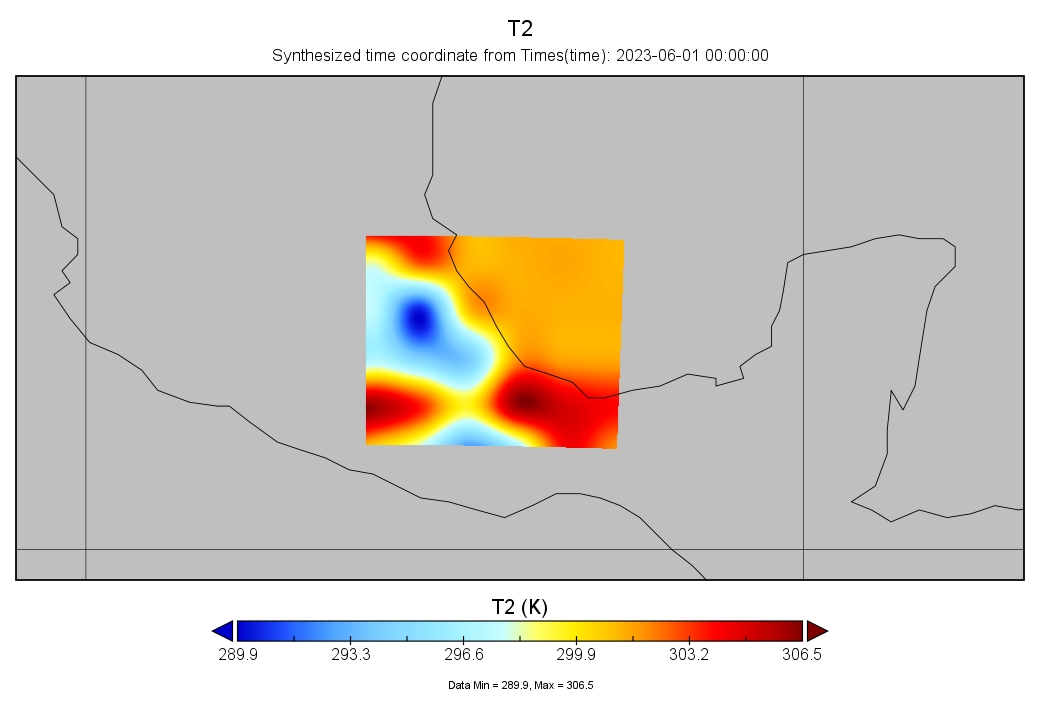 T2
Synthesized time coordinate from Times(time): 2023-06-01 00:00:00
T2 (K)
289.9 293.3 296.6 299.9 303.2 306.5
Data Min = 289.9, Max = 306.5